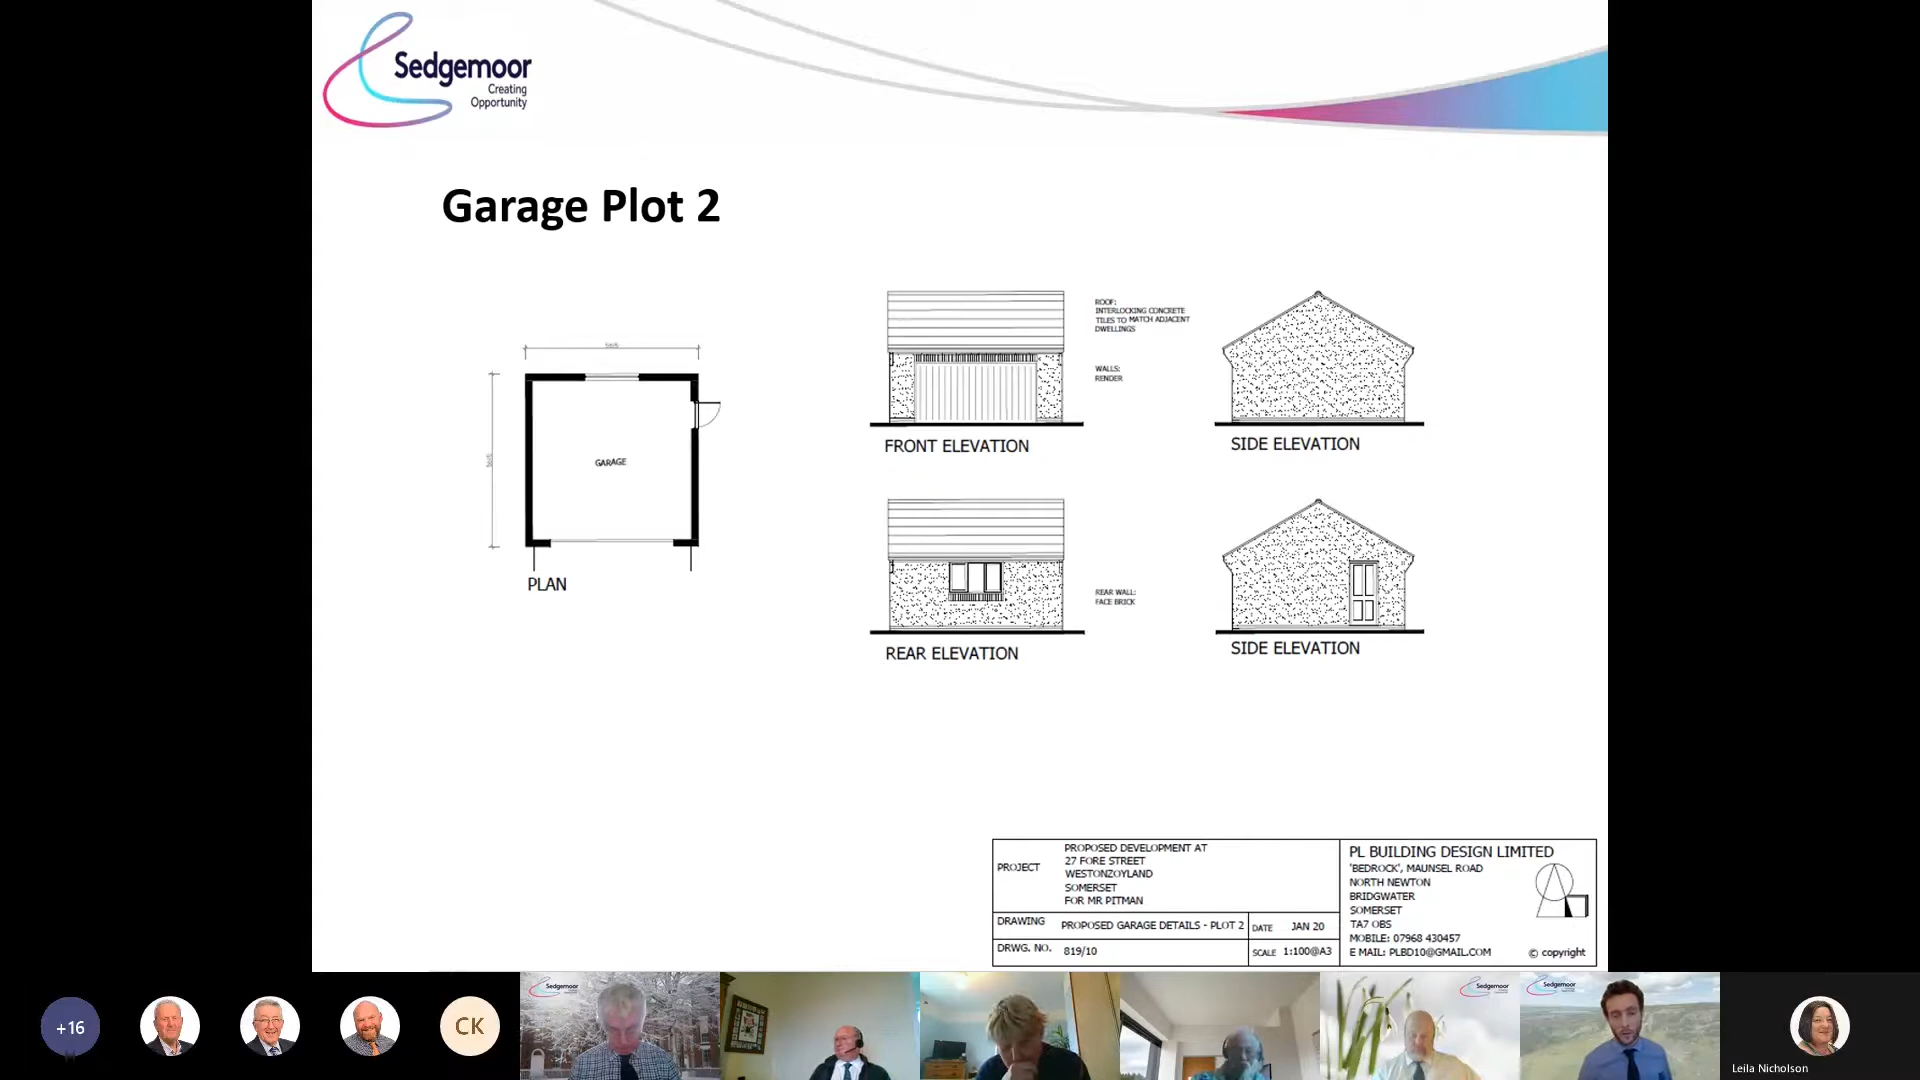 Sedgemoor
Creating
Opportunity
Garage Plot 2
GARAGE
PLAN
ROOF:
INTERLOCKING CONCRETE
TILES TO MATCH ADJACENT
DWELLINGS
WALLS:
RENDER
FRONT ELEVATION
SIDE ELEVATION
REAR WALL:
FACE BRICK
REAR ELEVATION
SIDE ELEVATION
PROJECT
PROPOSED DEVELOPMENT AT
27 FORE STREET
WESTONZOYLAND
SOMERSET
FOR MR PITMAN
DRAWING
PROPOSED GARAGE DETAILS - PLOT 2
DATE
JAN 20
DRWG. NO.
819/10
SCALE
1:100@A3
PL BUILDING DESIGN LIMITED
'BEDROCK', MAUNSEL ROAD
NORTH NEWTON
BRIDGWATER
SOMERSET
TA7 0BS
MOBILE: 07968 430457
E MAIL: PLBD10@GMAIL.COM
© copyright
+16
CK
Sedgemoor
Sedgemoor
Sedgemoor
Leila Nicholson